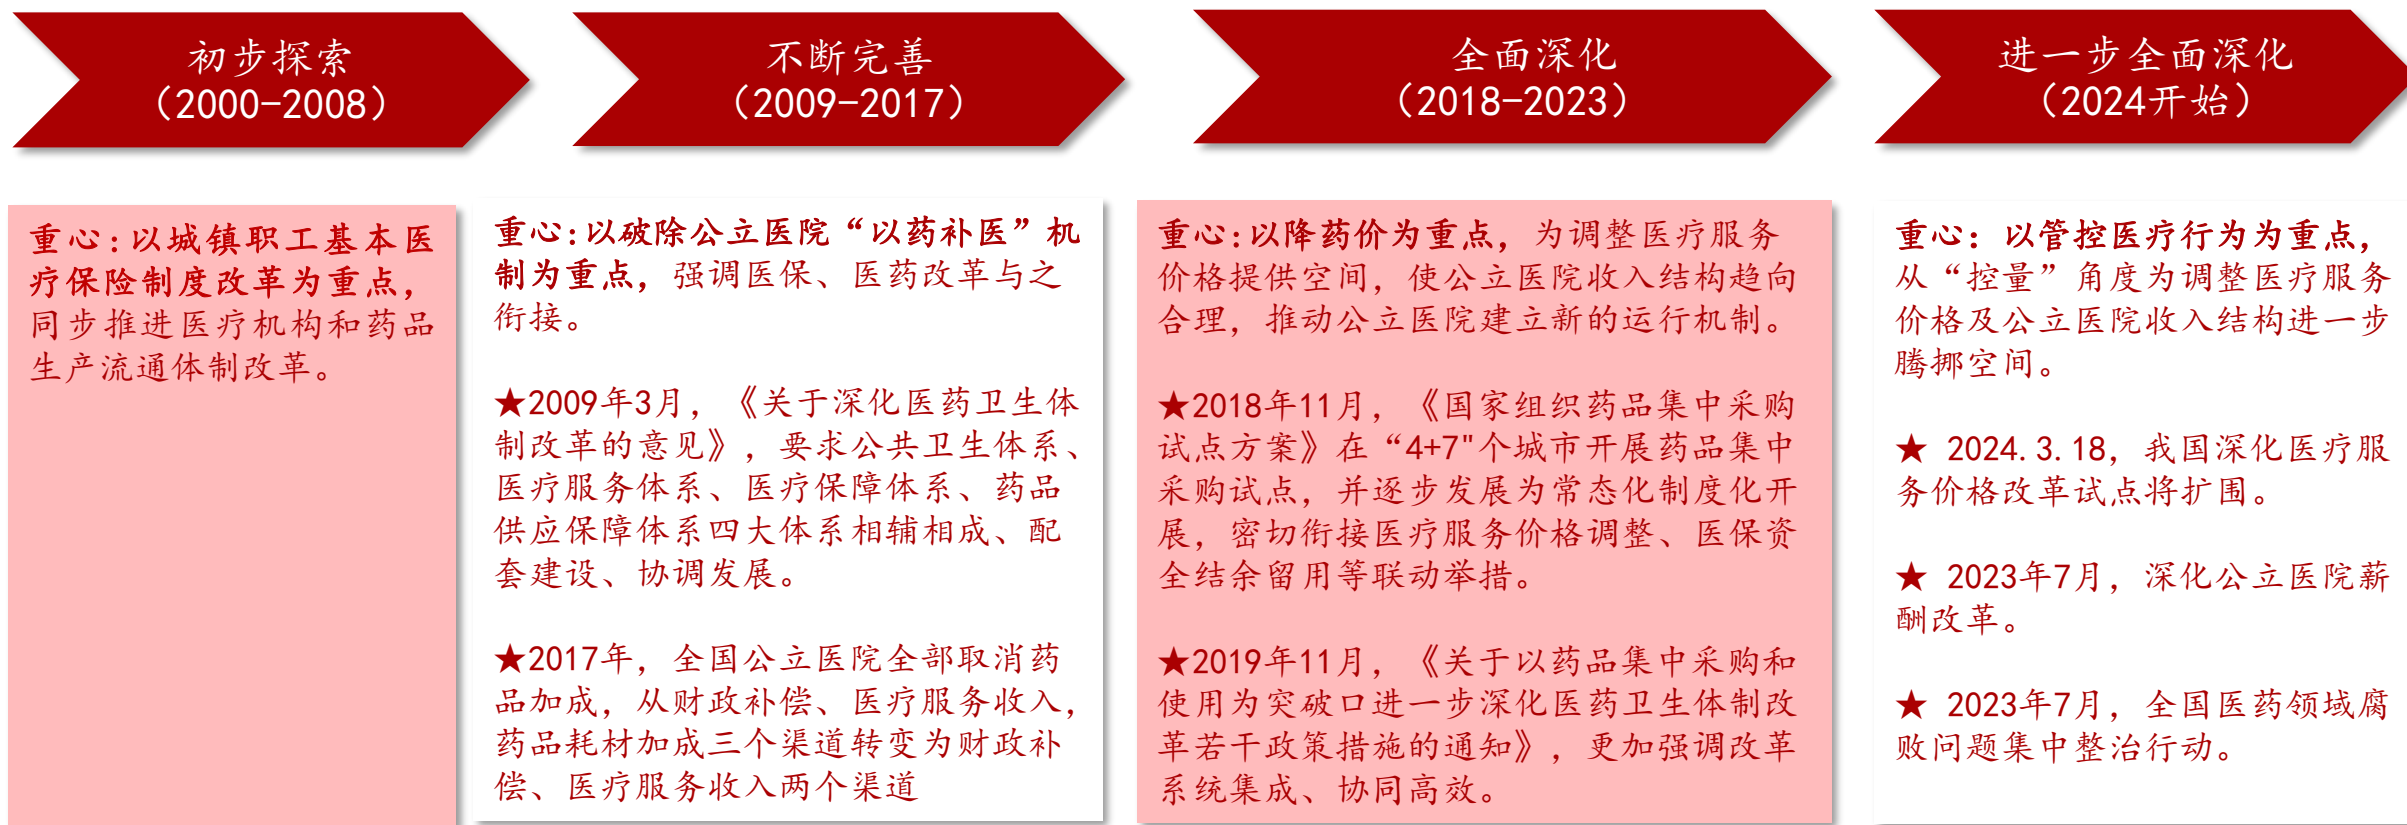 初步探索
（2000-2008）
不断完善
（2009-2017）
全面深化
（2018-2023）
进一步全面深化
（2024开始）
重心:以城镇职工基本医
疗保险制度改革为重点，
同步推进医疗机构和药品
生产流通体制改革。
重心:以破除公立医院“以药补医”机
制为重点，强调医保、医药改革与之
衔接。
★2009年3月，《关于深化医药卫生体
制改革的意见》，要求公共卫生体系、
医疗服务体系、医疗保障体系、药品
供应保障体系四大体系相辅相成、配
套建设、协调发展。
★2017年，全国公立医院全部取消药
品加成，从财政补偿、医疗服务收入，
药品耗材加成三个渠道转变为财政补
偿、医疗服务收入两个渠道
重心:以降药价为重点，为调整医疗服务
价格提供空间，使公立医院收入结构趋向
合理，推动公立医院建立新的运行机制。
★2018年11月，《国家组织药品集中采购
试点方案》在“4+7"个城市开展药品集中
采购试点，并逐步发展为常态化制度化开
展，密切衔接医疗服务价格调整、医保资
全结余留用等联动举措。
★2019年11月，《关于以药品集中采购和
使用为突破口进一步深化医药卫生体制改
革若干政策措施的通知》，更加强调改革
系统集成、协同高效。
重心：以管控医疗行为为重点，
从“控量”角度为调整医疗服务
价格及公立医院收入结构进一步
腾挪空间。
★ 2024.3.18，我国深化医疗服
务价格改革试点将扩围。
★ 2023年7月，深化公立医院薪
酬改革。
★ 2023年7月，全国医药领域腐
败问题集中整治行动。